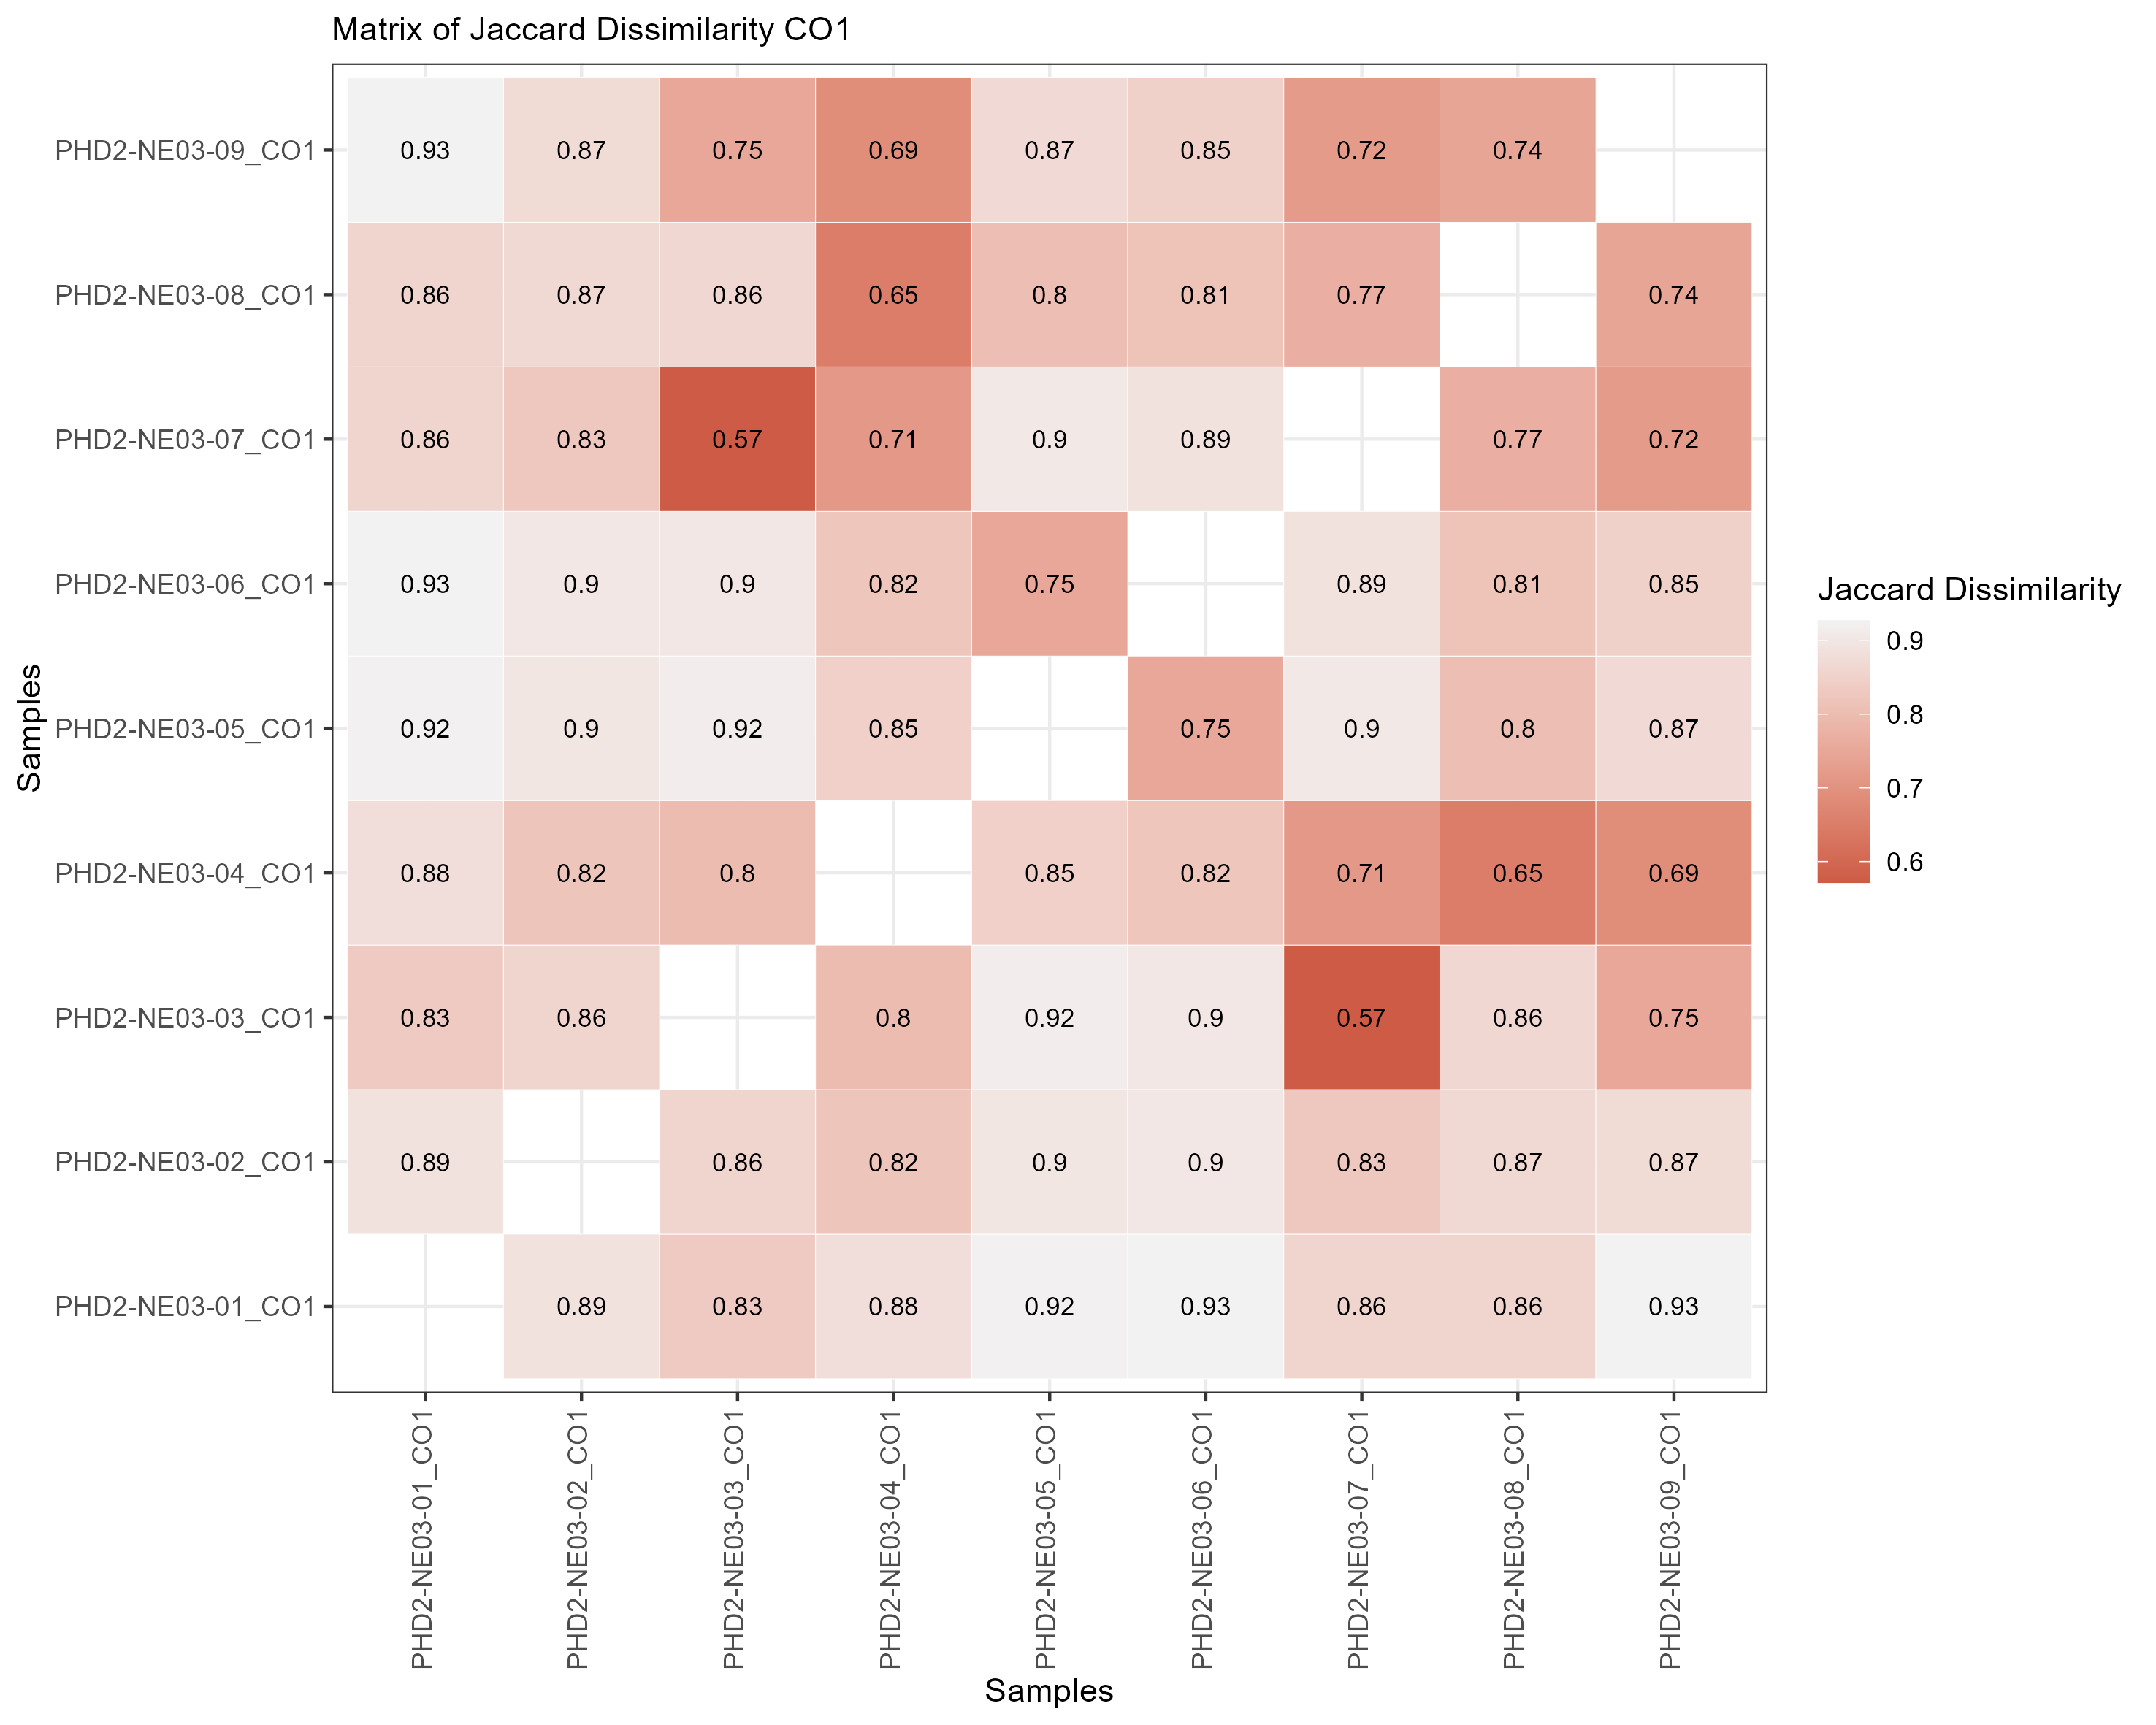 Matrix of Jaccard Dissimilarity CO1
PHD2-NE03-09_CO1 0.93 0.87 0.75 0.69 0.87 0.85 0.72 0.74
PHD2-NE03-08_CO1 0.86 0.87 0.86 0.65 0.8 0.81 0.77 0.74
PHD2-NE03-07_CO1 0.86 0.83 0.57 0.71 0.9 0.89 0.77 0.72
PHD2-NE03-06_CO1 0.93 0.9 0.9 0.82 0.75 0.89 0.81 0.85
PHD2-NE03-05_CO1 0.92 0.9 0.92 0.85 0.75 0.9 0.8 0.87
PHD2-NE03-04_CO1 0.88 0.82 0.8 0.85 0.82 0.71 0.65 0.69
PHD2-NE03-03_CO1 0.83 0.86 0.8 0.92 0.9 0.57 0.86 0.75
PHD2-NE03-02_CO1 0.89 0.86 0.82 0.9 0.9 0.83 0.87 0.87
PHD2-NE03-01_CO1 0.89 0.83 0.88 0.92 0.93 0.86 0.86 0.93
Samples
PHD2-NE03-01_CO1
PHD2-NE03-02_CO1
PHD2-NE03-03_CO1
PHD2-NE03-04_CO1
PHD2-NE03-05_CO1
PHD2-NE03-06_CO1
PHD2-NE03-07_CO1
PHD2-NE03-08_CO1
PHD2-NE03-09_CO1
Samples
Jaccard Dissimilarity
0.9
0.8
0.7
0.6